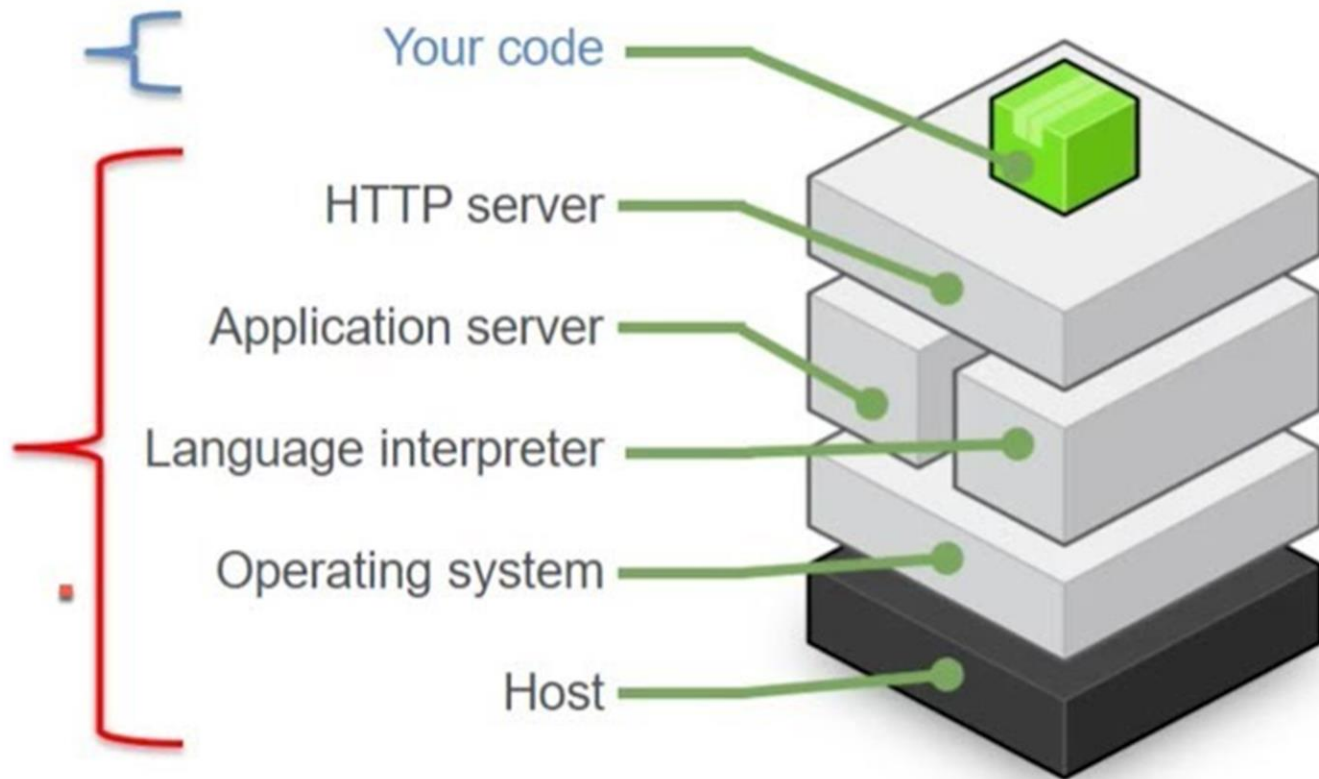 Your code
HTTP server
Application server
Language interpreter
Operating system
Host